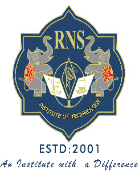 RNS
INSTITUTE OF TECHNOLOGY
ESTD:2001
An Institute with a Difference